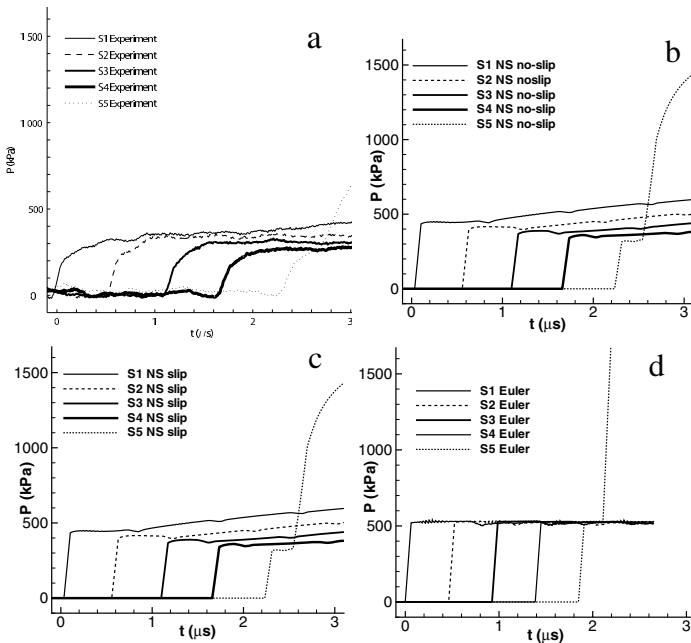 a
1 500
S1 Experiment
S2 Experiment
S3 Experiment
S4 Experiment
S5 Experiment
1 000
P (kPa)
500
0
0 1 2 3
t (μs)
b
1500
S1 NS no-slip
S2 NS noslip
S3 NS no-slip
S4 NS no-slip
S5 NS no-slip
1000
P (kPa)
500
0
0 1 2 3
t (μs)
c
1500
S1 NS slip
S2 NS slip
S3 NS slip
S4 NS slip
S5 NS slip
1000
P (kPa)
500
0
0 1 2 3
t (μs)
d
1500
S1 Euler
S2 Euler
S3 Euler
S4 Euler
S5 Euler
1000
P (kPa)
500
0
0 1 2 3
t (μs)